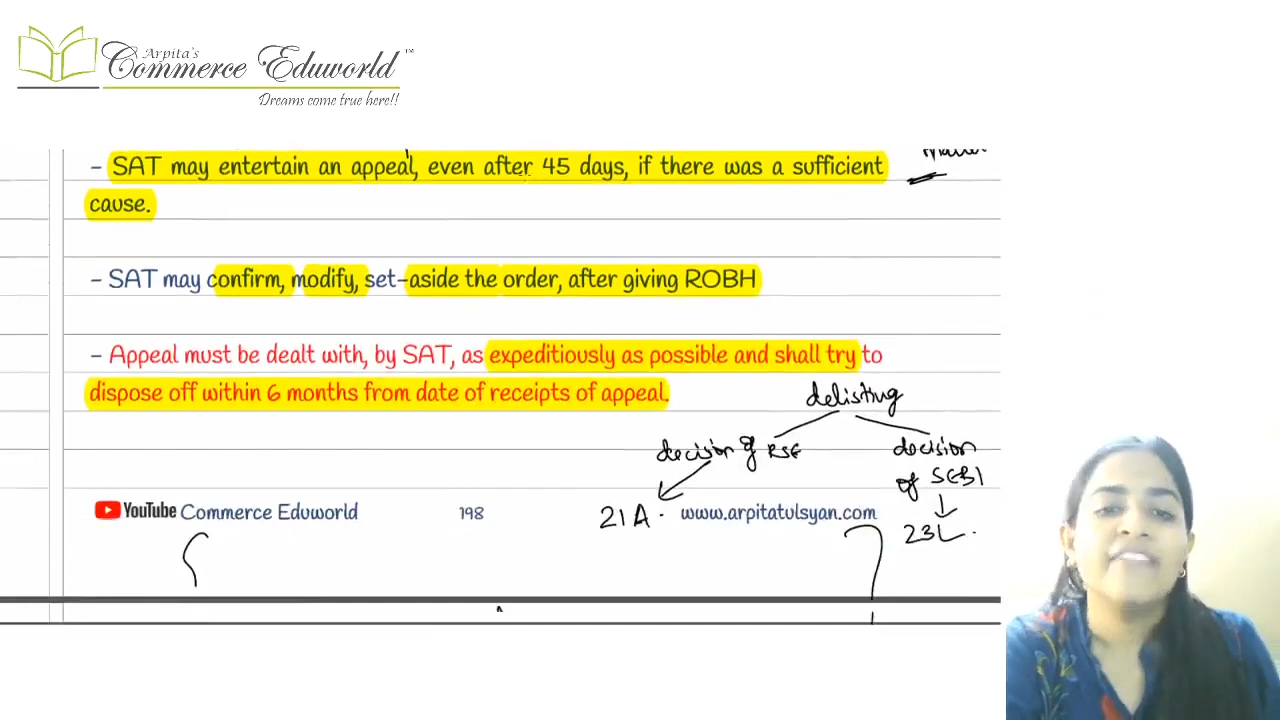 Arpita's
Commerce Eduworld™
Dreams come true here!!
- SAT may entertain an appeal, even after 45 days, if there was a sufficient
cause.
Matter
- SAT may confirm, modify, set-aside the order, after giving ROBH
- Appeal must be dealt with, by SAT, as expeditiously as possible and shall try to
dispose off within 6 months from date of receipts of appeal.
delisting
decision of RSE
decision
of SEBI
21A.
23L.
YouTube Commerce Eduworld 198 www.arpitatulsyan.com